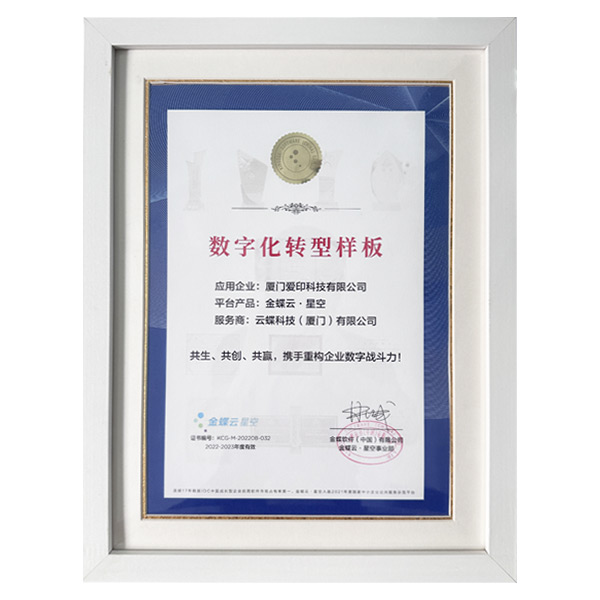 数字化转型样板
应用企业：厦门爱印科技有限公司
平台产品：金蝶云·星空
服务商：云蝶科技（厦门）有限公司
共生、共创、共赢，携手重构企业数字战斗力！
金蝶云星空
证书编号：KCG-M-202208-032
2022-2023年度有效
金蝶软件（中国）有限公司
金蝶云·星空事业部